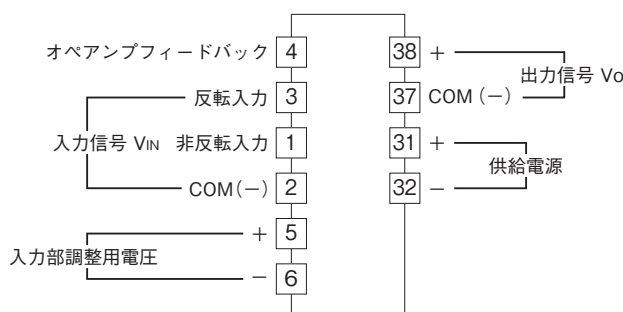 オペアンプフィードバック 4
反転入力 3
入力信号 VIN
非反転入力 1
COM(−) 2
+ 5
入力部調整用電圧
− 6
38 +
出力信号 Vo
37 COM(−)
31 +
供給電源
32 −